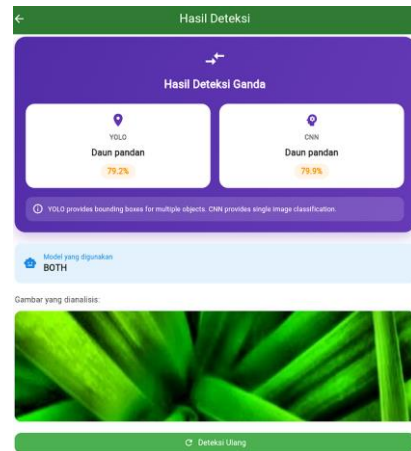 Hasil Deteksi
Hasil Deteksi Ganda
YOLO
Daun pandan
79.2%
CNN
Daun pandan
79.9%
YOLO provides bounding boxes for multiple objects. CNN provides single image classification.
Model yang digunakan
BOTH
Gambar yang dianalisis:
Deteksi Ulang